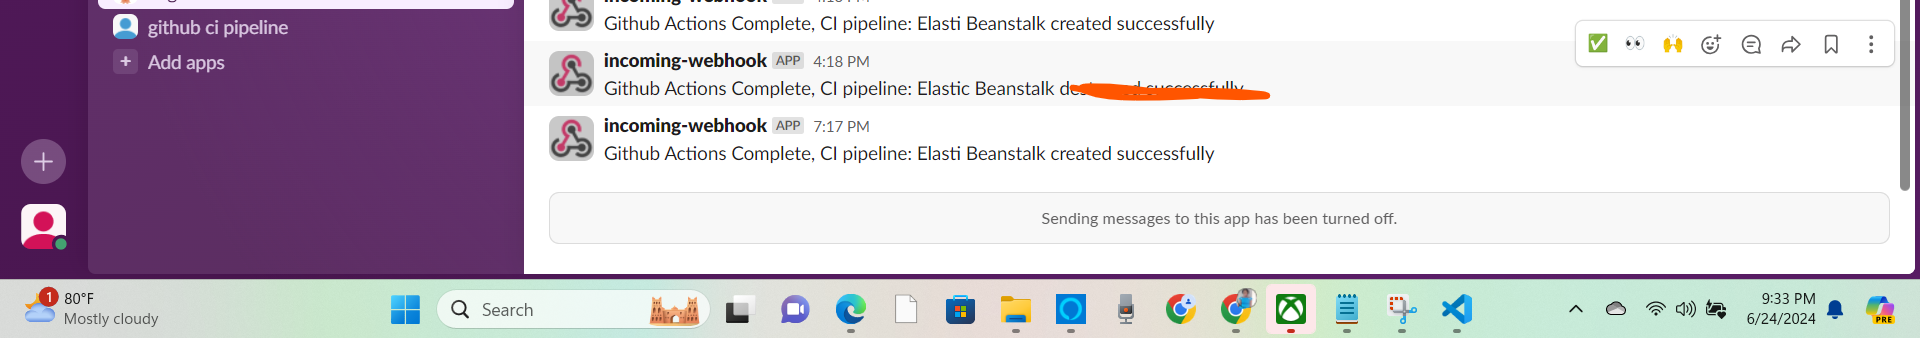 github ci pipeline
+ Add apps
Github Actions Complete, CI pipeline: Elasti Beanstalk created successfully
incoming-webhook APP 4:18 PM
Github Actions Complete, CI pipeline: Elastic Beanstalk successfully
incoming-webhook APP 7:17 PM
Github Actions Complete, CI pipeline: Elasti Beanstalk created successfully
Sending messages to this app has been turned off.
1
80°F
Mostly cloudy
Search
9:33 PM
6/24/2024
PRE